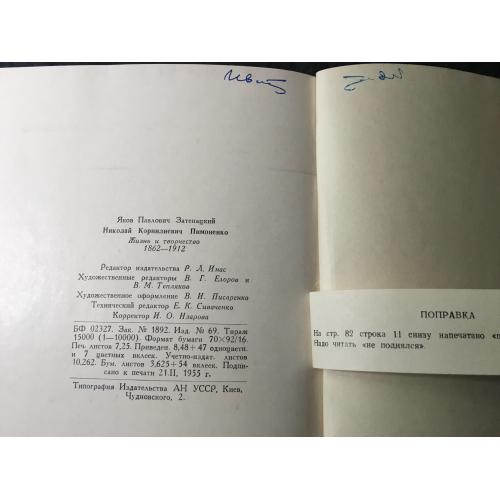 Яков Павлович Затенацкий
Николай Корнилиевич Пимоненко
Жизнь и творчество
1862—1912
Редактор издательства Р. Л. Инас
Художественные редакторы В. Г. Егоров и
В. М. Тепляков
Художественное оформление В. И. Писаренко
Технический редактор Е. К. Сиваченко
Корректор И. О. Изарова
БФ 02327. Зак. № 1892. Изд. № 69. Тираж
15000 (1—10000). Формат бумаги 70×92/16.
Печ листов 7,25. Приведен. 8,48+47 одноцветн.
и 7 цветных вклеек. Учетно-издат. листов
10,262. Бум. листов 3,625+54 вклеек. Подпи-
сано к печати 21.II, 1955 г.
Типография Издательства АН УССР, Киев,
Чудновского, 2.
ПОПРАВКА
На стр. 82 строка 11 снизу напечатано
Надо читать «не поднялся».